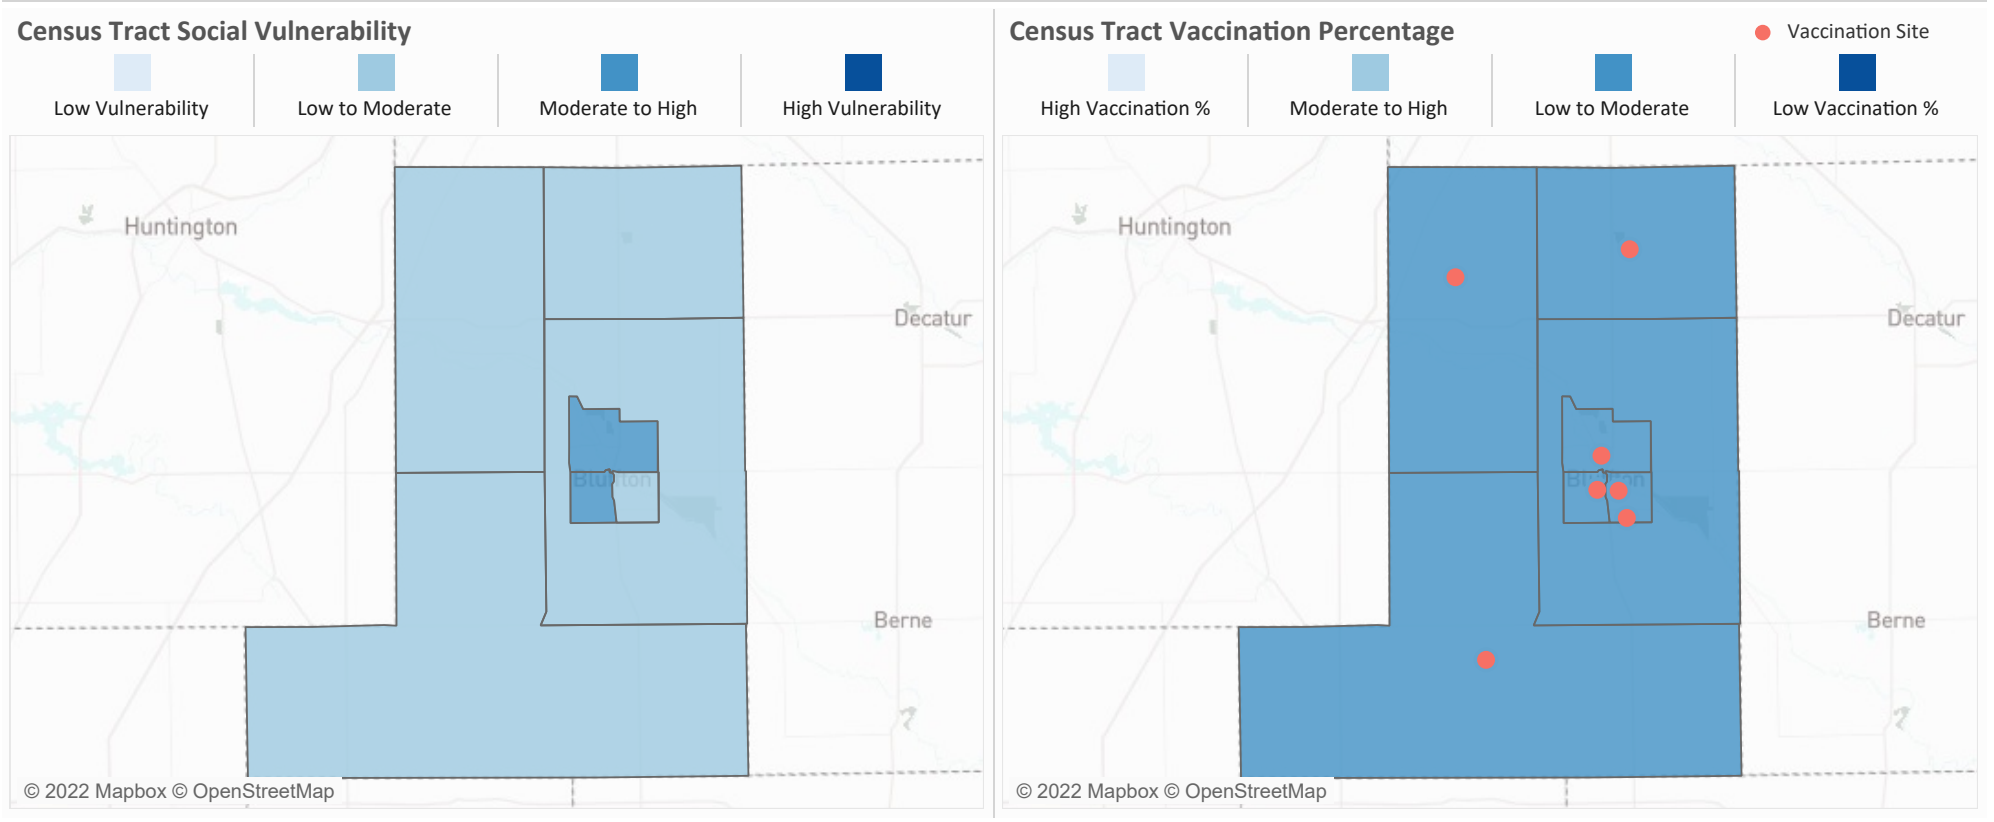 Census Tract Social Vulnerability
Low Vulnerability
Low to Moderate
Moderate to High
High Vulnerability
Huntington
Decatur
Bluffton
Berne
© 2022 Mapbox © OpenStreetMap
Census Tract Vaccination Percentage
Vaccination Site
High Vaccination %
Moderate to High
Low to Moderate
Low Vaccination %
Huntington
Decatur
Berne
© 2022 Mapbox © OpenStreetMap